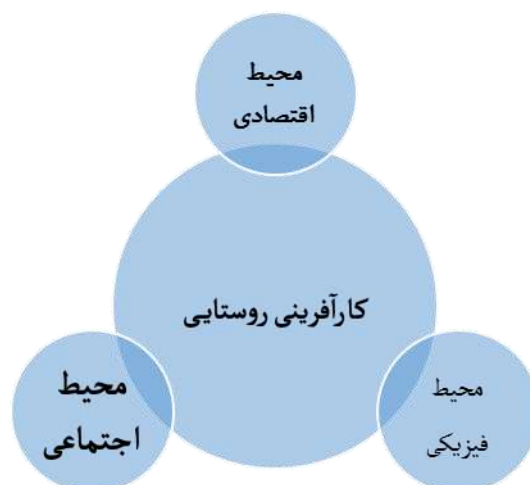 محیط
اقتصادی
کارآفرینی روستایی
محیط
فیزیکی
محیط
اجتماعی